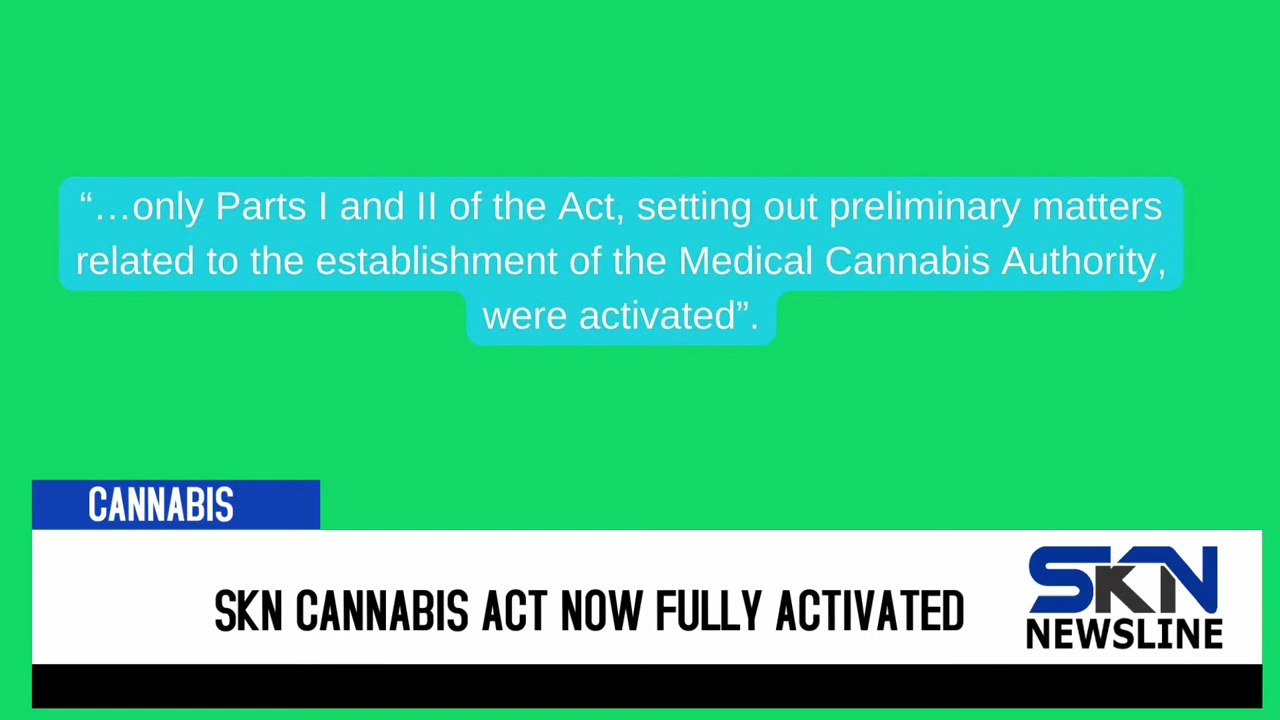 “…only Parts I and II of the Act, setting out preliminary matters
related to the establishment of the Medical Cannabis Authority,
were activated”.
CANNABIS
SKN CANNABIS ACT NOW FULLY ACTIVATED
SKN
NEWSLINE